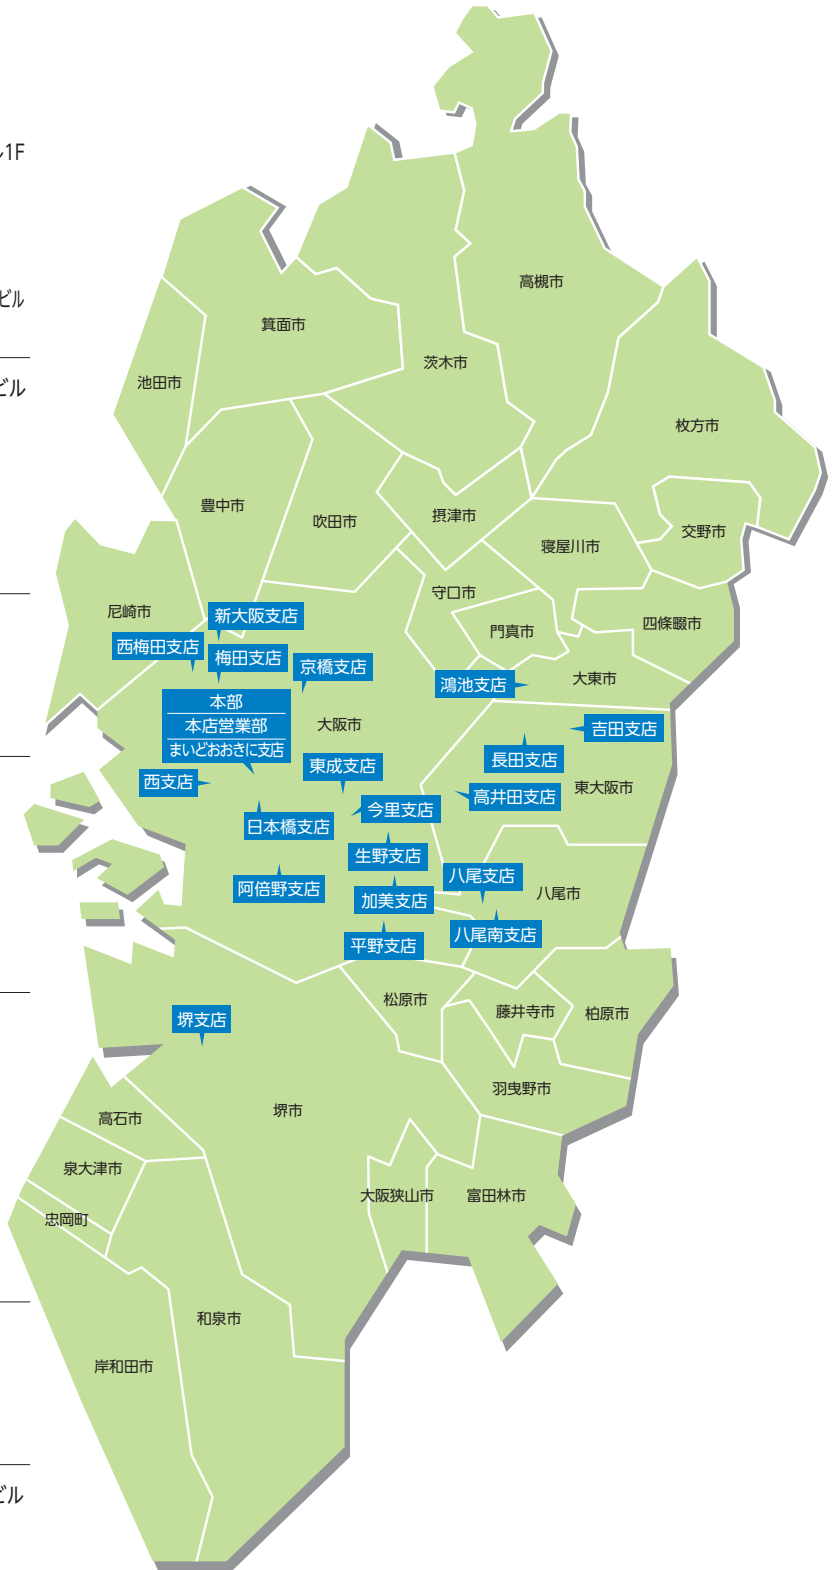 ル1F
ビル
ビル
ビル
高槻市
箕面市
茨木市
池田市
枚方市
豊中市
吹田市
摂津市
寝屋川市
交野市
守口市
尼崎市
門真市
四條畷市
新大阪支店
西梅田支店
梅田支店
京橋支店
鴻池支店
大東市
本部
本店営業部
まいどおおきに支店
大阪市
吉田支店
長田支店
東成支店
西支店
高井田支店
東大阪市
今里支店
日本橋支店
生野支店
阿倍野支店
八尾支店
加美支店
八尾市
平野支店
八尾南支店
松原市
藤井寺市
柏原市
堺支店
羽曳野市
堺市
高石市
泉大津市
大阪狭山市
富田林市
忠岡町
和泉市
岸和田市